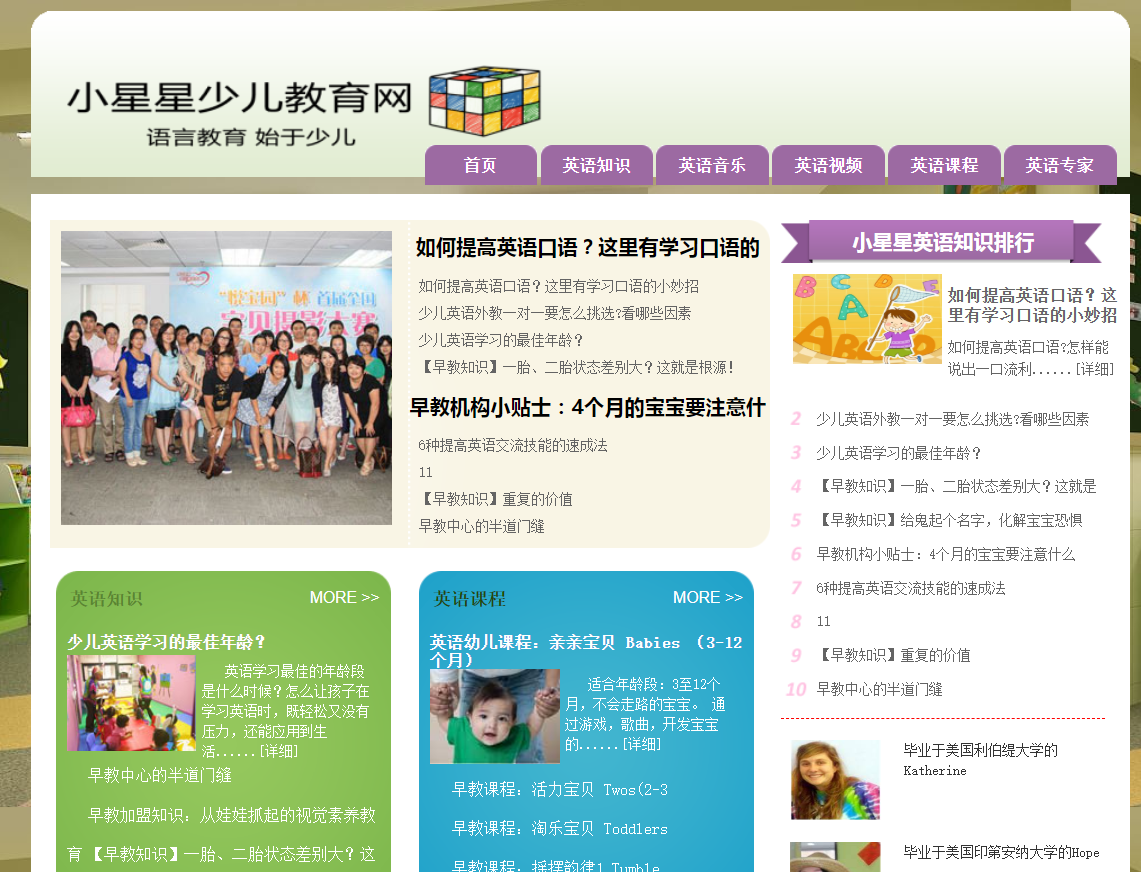 小星星少儿教育网
语言教育 始于少儿
首页
英语知识
英语音乐
英语视频
英语课程
英语专家
杯 首届全国
宝贝摄影大赛
如何提高英语口语？这里有学习口语的
如何提高英语口语？这里有学习口语的小妙招
少儿英语外教一对一要怎么挑选?看哪些因素
少儿英语学习的最佳年龄？
【早教知识】一胎、二胎状态差别大？这就是根源！
早教机构小贴士：4个月的宝宝要注意什
6种提高英语交流技能的速成法
11
【早教知识】重复的价值
早教中心的半道门缝
小星星英语知识排行
如何提高英语口语？这
里有学习口语的小妙招
如何提高英语口语?怎样能
说出一口流利......[详细]
2 少儿英语外教一对一要怎么挑选?看哪些因素
3 少儿英语学习的最佳年龄？
4 【早教知识】一胎、二胎状态差别大？这就是
5 【早教知识】给鬼起个名字，化解宝宝恐惧
6 早教机构小贴士：4个月的宝宝要注意什么
7 6种提高英语交流技能的速成法
8 11
9 【早教知识】重复的价值
10 早教中心的半道门缝
毕业于美国利伯缇大学的
Katherine
毕业于美国印第安纳大学的Hope
英语知识
MORE >>
少儿英语学习的最佳年龄？
英语学习最佳的年龄段
是什么时候？怎么让孩子在
学习英语时，既轻松又没有
压力，还能应用到生
活......[详细]
早教中心的半道门缝
早教加盟知识：从娃娃抓起的视觉素养教
育 【早教知识】一胎、二胎状态差别大？这
英语课程
MORE >>
英语幼儿课程：亲亲宝贝 Babies （3-12
个月）
适合年龄段：3至12个
月，不会走路的宝宝。 通
过游戏，歌曲，开发宝宝
的......[详细]
早教课程：活力宝贝 Twos(2-3
早教课程：淘乐宝贝 Toddlers
早教课程：摇摆韵律1 Tumble